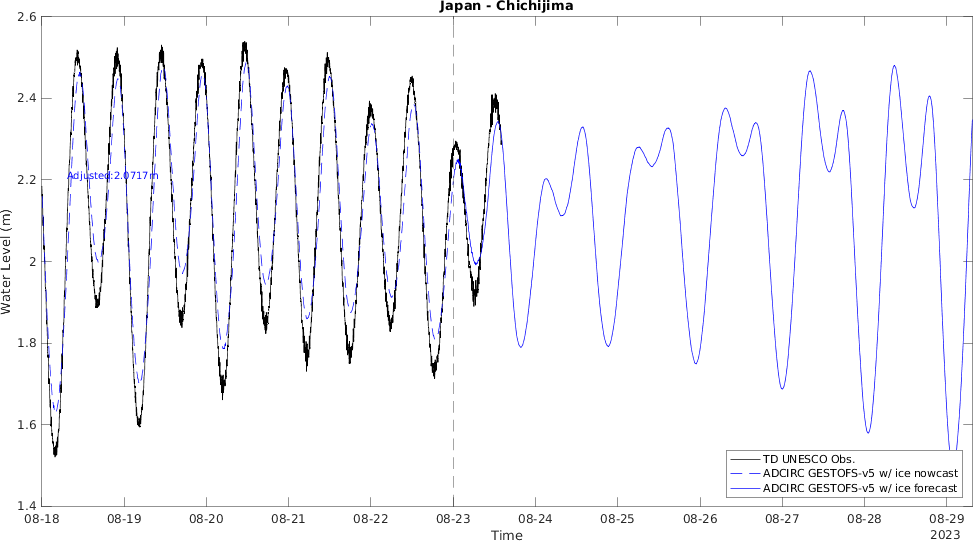 Japan - Chichijima
2.6
2.4
2.2
2
1.8
1.6
1.4
Water Level (m)
Adjusted:2.0717m
TD UNESCO Obs.
ADCIRC GESTOFS-v5 w/ ice nowcast
ADCIRC GESTOFS-v5 w/ ice forecast
08-18 08-19 08-20 08-21 08-22 08-23 08-24 08-25 08-26 08-27 08-28 08-29
2023
Time